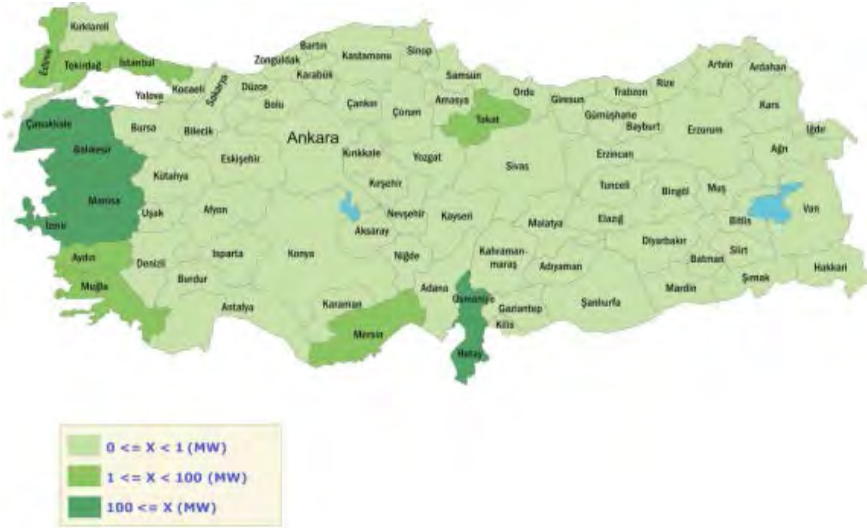 Kırklareli
Edirne
Tekirdağ
İstanbul
Yalova
Kocaeli
Sakarya
Düzce
Zonguldak
Bartın
Karabük
Kastamonu
Sinop
Samsun
Ordu
Giresun
Trabzon
Rize
Artvin
Ardahan
Çanakkale
Balıkesir
Bursa
Bilecik
Bolu
Çankırı
Çorum
Amasya
Tokat
Gümüşhane
Bayburt
Erzurum
Kars
Iğdır
Ağrı
Ankara
Eskişehir
Kütahya
Kırıkkale
Yozgat
Sivas
Erzincan
Kırşehir
Tunceli
Bingöl
Muş
Van
Manisa
İzmir
Uşak
Afyon
Aksaray
Nevşehir
Kayseri
Malatya
Elazığ
Bitlis
Diyarbakır
Batman
Siirt
Hakkari
Aydın
Denizli
Isparta
Konya
Niğde
Kahraman-
maraş
Adıyaman
Şırnak
Mardin
Muğla
Burdur
Antalya
Karaman
Mersin
Adana
Osmaniye
Gaziantep
Kilis
Şanlıurfa
Hatay
0 <= X < 1 (MW)
1 <= X < 100 (MW)
100 <= X (MW)